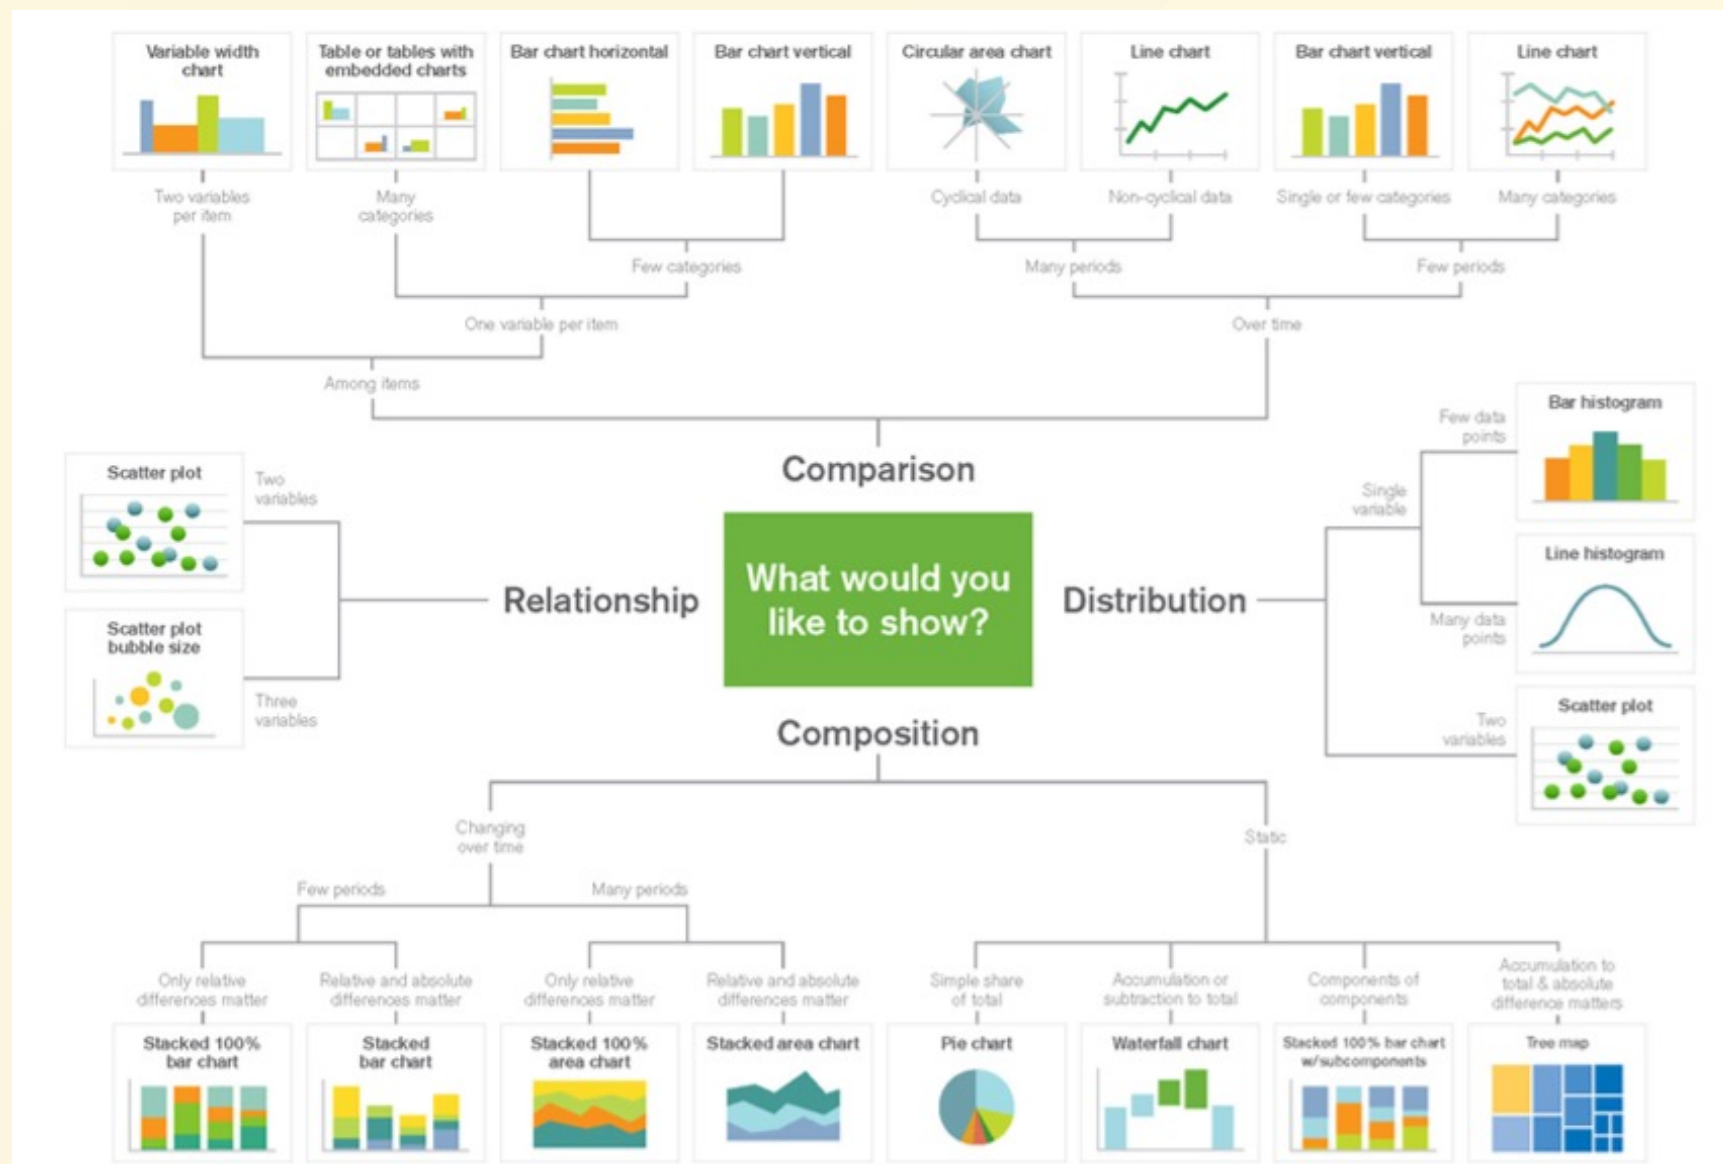 Variable width
chart
Table or tables with
embedded charts
Bar chart horizontal
Bar chart vertical
Circular area chart
Line chart
Bar chart vertical
Line chart
Two variables
per item
Many
categories
Cyclical data
Non-cyclical data
Single or few categories
Many categories
Few categories
Many periods
Few periods
One variable per item
Over time
Among items
Comparison
Scatter plot
Two
variables
Scatter plot
bubble size
Three
variables
Relationship
What would you
like to show?
Distribution
Single
variable
Few data
points
Bar histogram
Many data
points
Line histogram
Two
variables
Scatter plot
Composition
Changing
over time
Static
Few periods
Many periods
Only relative
differences matter
Relative and absolute
differences matter
Only relative
differences matter
Relative and absolute
differences matter
Simple share
of total
Accumulation or
subtraction to total
Components of
components
Accumulation to
total & absolute
difference matters
Stacked 100%
bar chart
Stacked
bar chart
Stacked 100%
area chart
Stacked area chart
Pie chart
Waterfall chart
Stacked 100% bar chart
w/subcomponents
Tree map